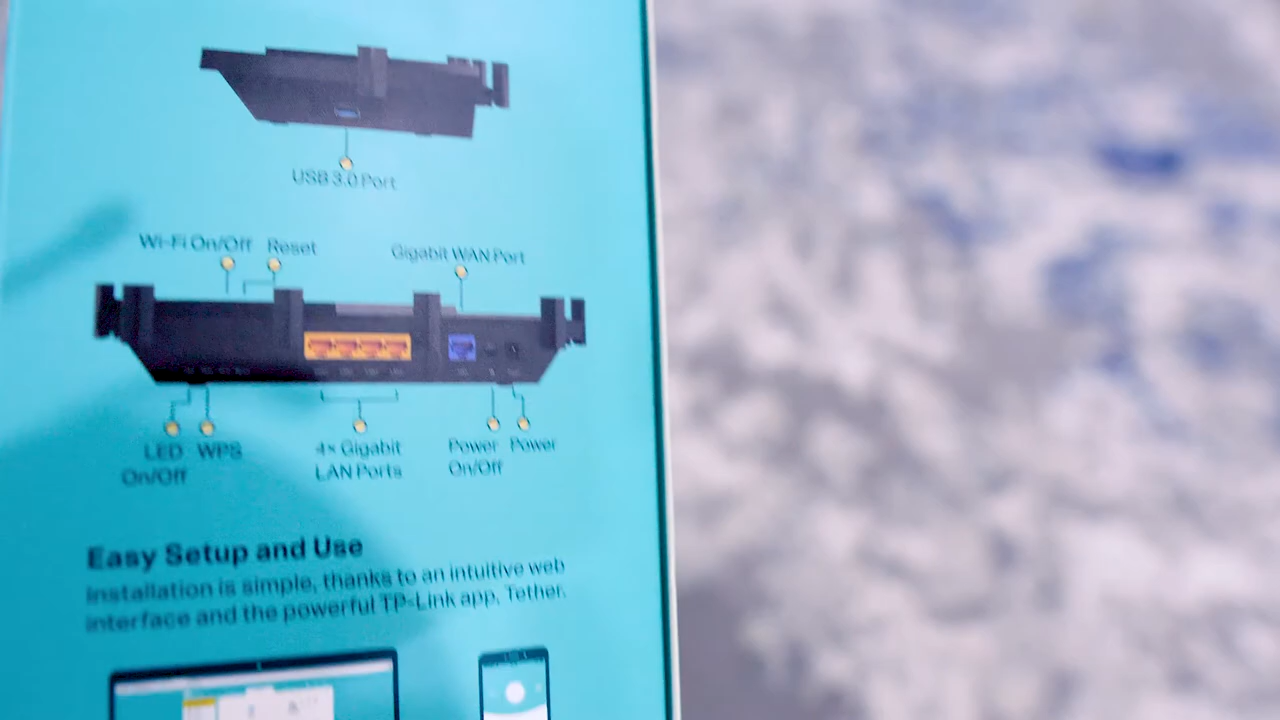 USB 3.0 Port
Wi-Fi On/Off
Reset
Gigabit WAN Port
LED
On/Off
WPS
4× Gigabit
LAN Ports
Power
On/Off
Power
Easy Setup and Use
Installation is simple, thanks to an intuitive web
interface and the powerful TP-Link app, Tether.